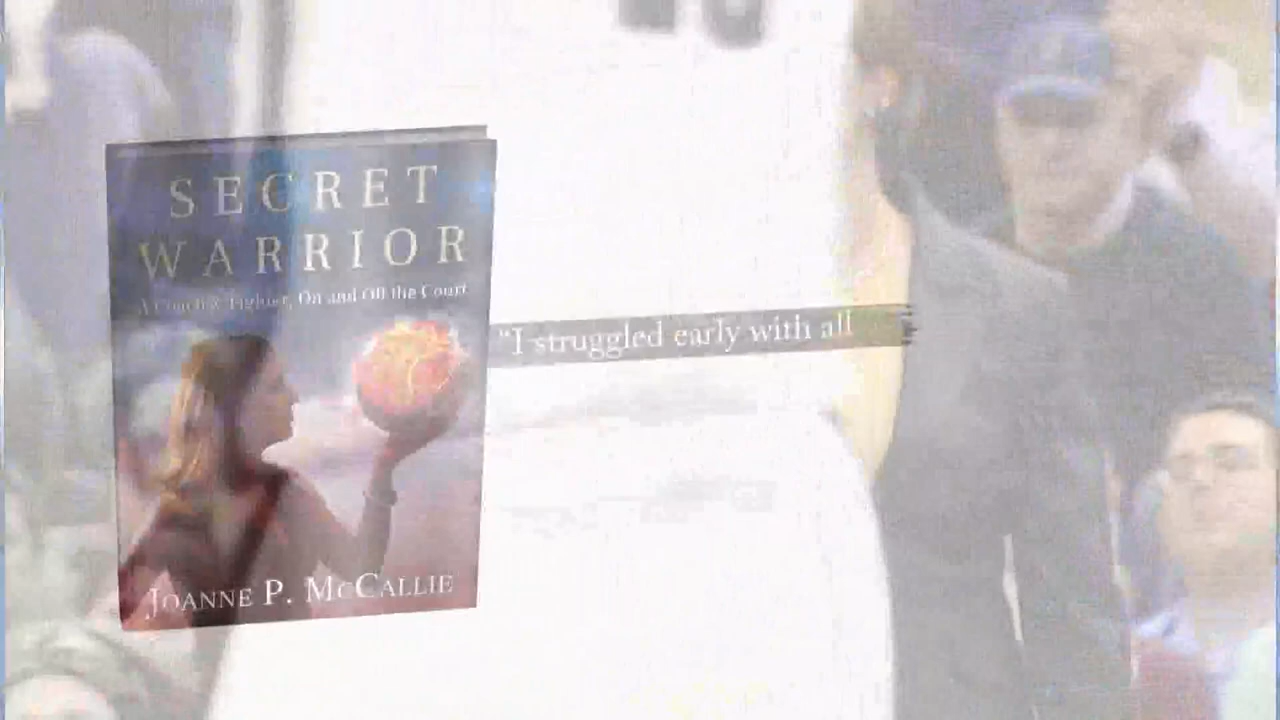 SECRET
WARRIOR
A Coach & Fighter, On and Off the Court
JOANNE P. MCCALLIE
"I struggled early with all